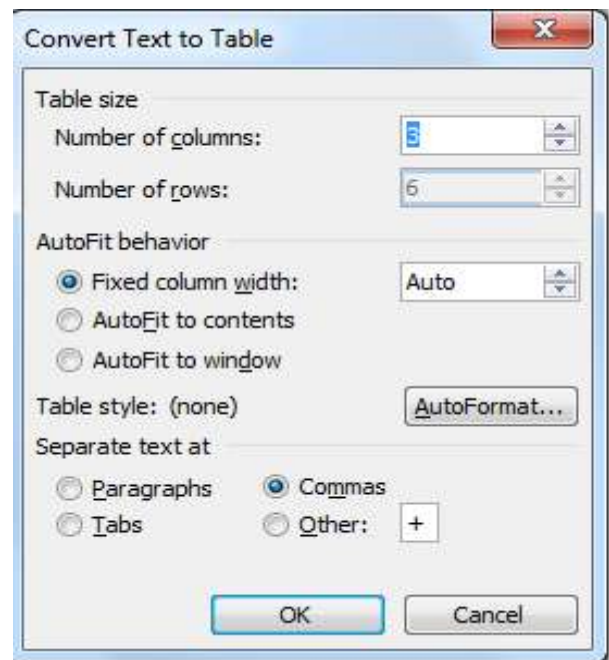 Convert Text to Table
Table size
Number of columns: 3
Number of rows: 6
AutoFit behavior
Fixed column width: Auto
AutoFit to contents
AutoFit to window
Table style: (none) AutoFormat...
Separate text at
Paragraphs Commas
Tabs Other: +
OK Cancel